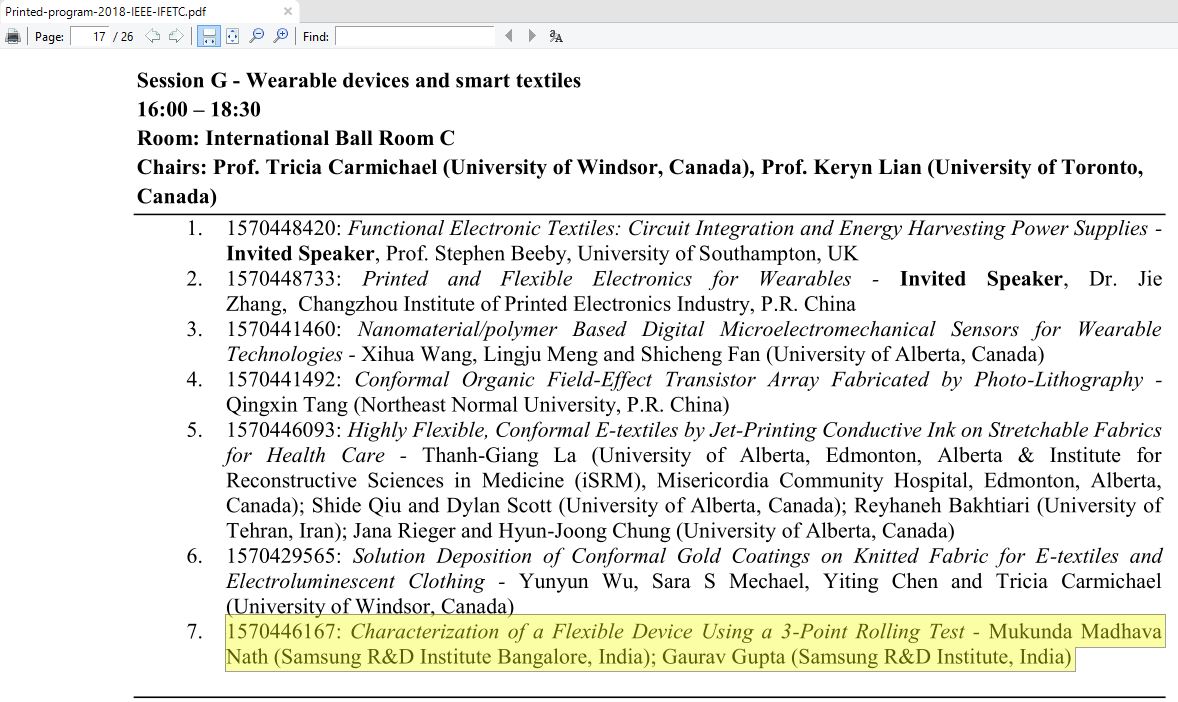 Printed-program-2018-IEEE-IFETC.pdf
Page: 17 / 26 Find:
Session G - Wearable devices and smart textiles
16:00 – 18:30
Room: International Ball Room C
Chairs: Prof. Tricia Carmichael (University of Windsor, Canada), Prof. Keryn Lian (University of Toronto,
Canada)
1. 1570448420: Functional Electronic Textiles: Circuit Integration and Energy Harvesting Power Supplies -
Invited Speaker, Prof. Stephen Beeby, University of Southampton, UK
2. 1570448733: Printed and Flexible Electronics for Wearables - Invited Speaker, Dr. Jie
Zhang, Changzhou Institute of Printed Electronics Industry, P.R. China
3. 1570441460: Nanomaterial/polymer Based Digital Microelectromechanical Sensors for Wearable
Technologies - Xihua Wang, Lingju Meng and Shicheng Fan (University of Alberta, Canada)
4. 1570441492: Conformal Organic Field-Effect Transistor Array Fabricated by Photo-Lithography -
Qingxin Tang (Northeast Normal University, P.R. China)
5. 1570446093: Highly Flexible, Conformal E-textiles by Jet-Printing Conductive Ink on Stretchable Fabrics
for Health Care - Thanh-Giang La (University of Alberta, Edmonton, Alberta & Institute for
Reconstructive Sciences in Medicine (iSRM), Misericordia Community Hospital, Edmonton, Alberta,
Canada); Shide Qiu and Dylan Scott (University of Alberta, Canada); Reyhaneh Bakhtiari (University of
Tehran, Iran); Jana Rieger and Hyun-Joong Chung (University of Alberta, Canada)
6. 1570429565: Solution Deposition of Conformal Gold Coatings on Knitted Fabric for E-textiles and
Electroluminescent Clothing - Yunyun Wu, Sara S Mechael, Yiting Chen and Tricia Carmichael
(University of Windsor, Canada)
7. 1570446167: Characterization of a Flexible Device Using a 3-Point Rolling Test - Mukunda Madhava
Nath (Samsung R&D Institute Bangalore, India); Gaurav Gupta (Samsung R&D Institute, India)